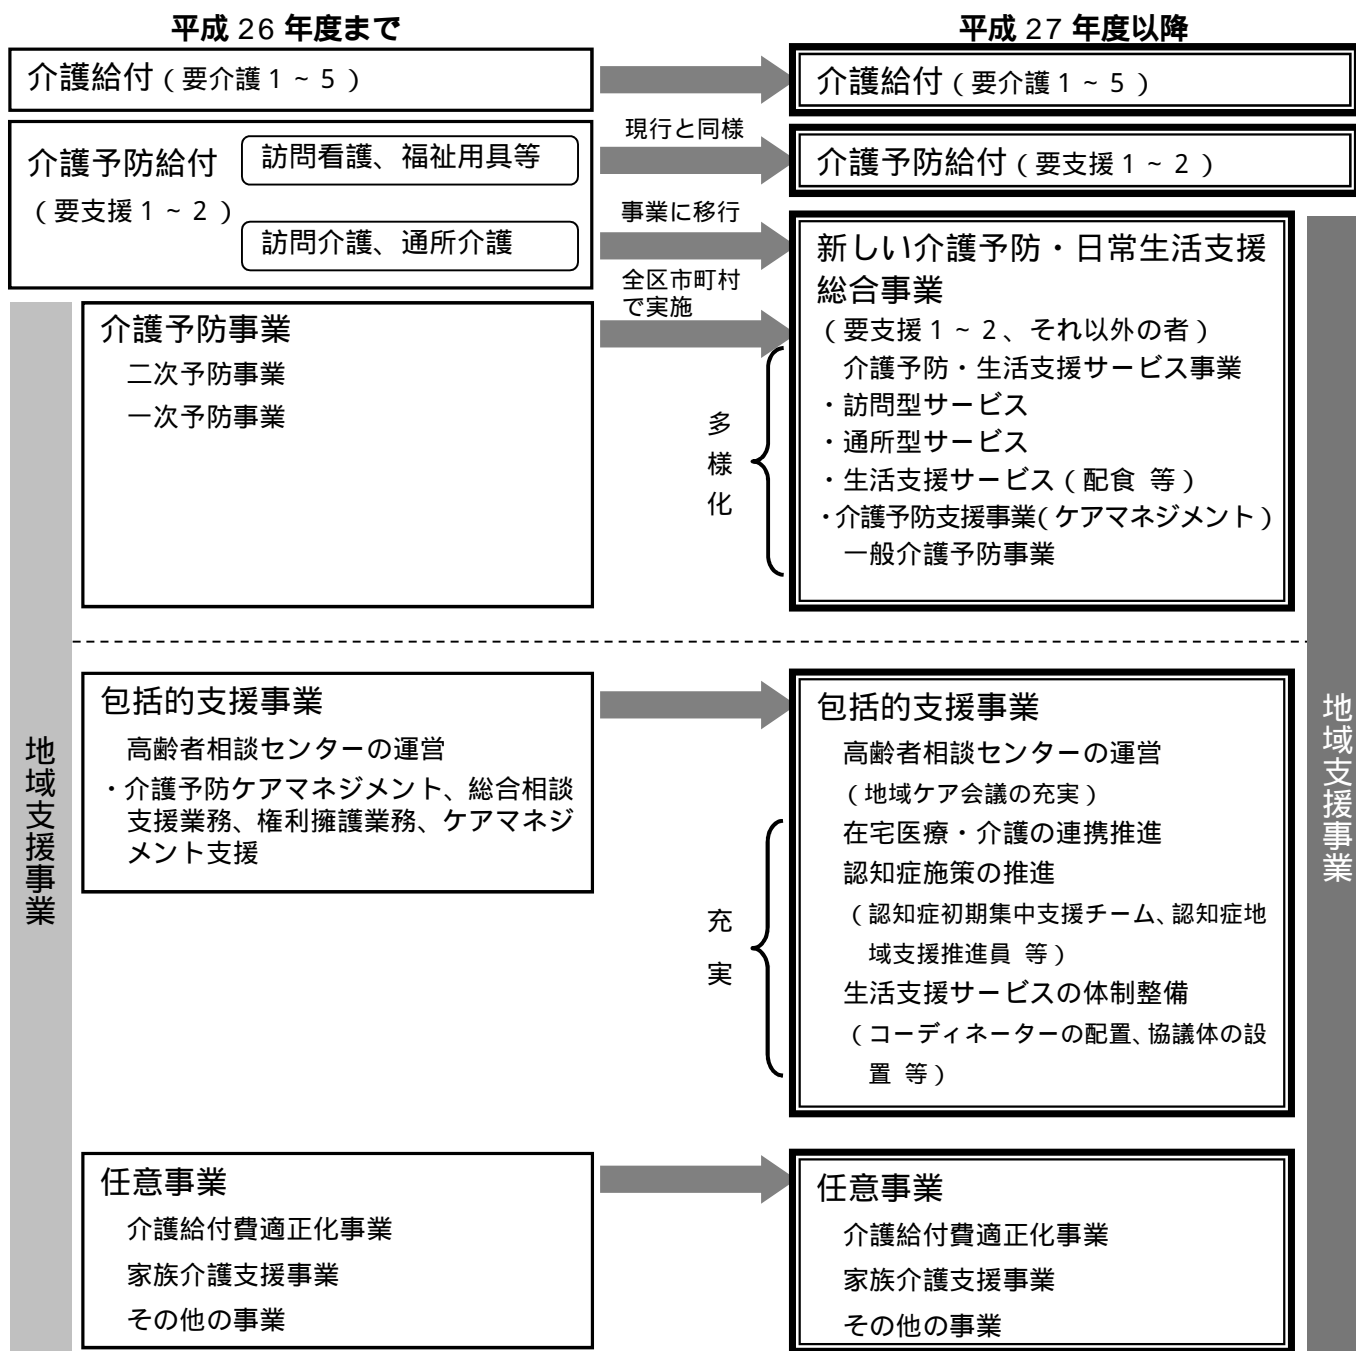 平成 26 年度まで
介護給付（要介護1～5）
介護予防給付
（要支援1～2）
訪問看護、福祉用具等
訪問介護、通所介護
介護予防事業
二次予防事業
一次予防事業
包括的支援事業
高齢者相談センターの運営
・介護予防ケアマネジメント、総合相談
支援業務、権利擁護業務、ケアマネジ
メント支援
任意事業
介護給付費適正化事業
家族介護支援事業
その他の事業
地域支援事業
現行と同様
事業に移行
全区市町村
で実施
多様化
充実
平成 27 年度以降
介護給付（要介護1～5）
介護予防給付（要支援1～2）
新しい介護予防・日常生活支援
総合事業
（要支援1～2、それ以外の者）
介護予防・生活支援サービス事業
・訪問型サービス
・通所型サービス
・生活支援サービス（配食 等）
・介護予防支援事業（ケアマネジメント）
一般介護予防事業
包括的支援事業
高齢者相談センターの運営
（地域ケア会議の充実）
在宅医療・介護の連携推進
認知症施策の推進
（認知症初期集中支援チーム、認知症地
域支援推進員 等）
生活支援サービスの体制整備
（コーディネーターの配置、協議体の設
置 等）
任意事業
介護給付費適正化事業
家族介護支援事業
その他の事業
地域支援事業